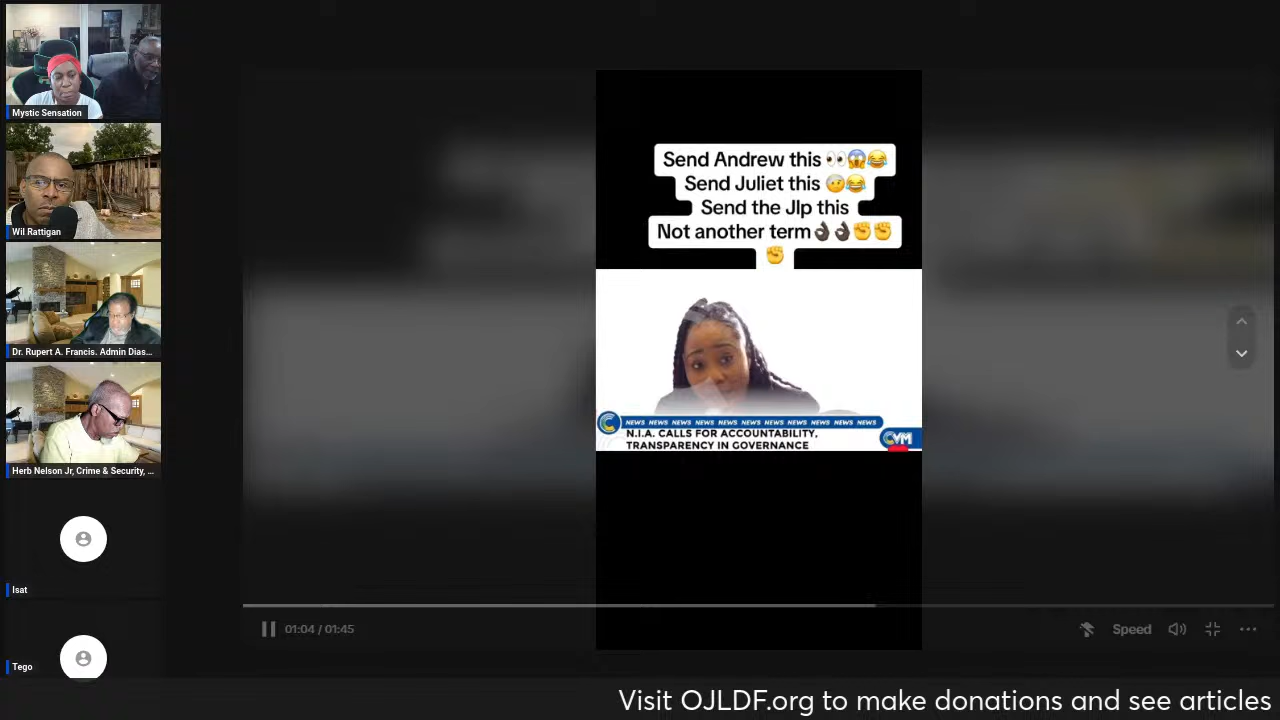 Mystic Sensation
Wil Rattigan
Dr. Rupert A. Francis. Admin Dias...
Herb Nelson Jr, Crime & Security, ...
Isat
Tego
Send Andrew this 👀😱😂
Send Juliet this 🤕😂
Send the Jlp this
Not another term👌🏿👌🏿✊✊
✊
NEWS NEWS NEWS NEWS NEWS NEWS NEWS NEWS NEWS NEWS NEWS
N.I.A. CALLS FOR ACCOUNTABILITY,
TRANSPARENCY IN GOVERNANCE
CVM
01:04 / 01:45
Speed
Visit OJLDF.org to make donations and see articles